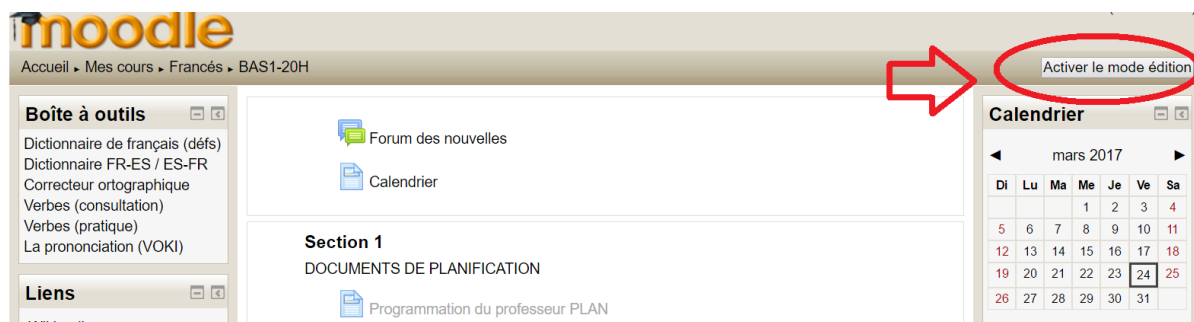 moodle
Accueil ▸ Mes cours ▸ Francés ▸ BAS1-20H
Activer le mode édition
Boîte à outils
Dictionnaire de français (défs)
Dictionnaire FR-ES / ES-FR
Correcteur ortographique
Verbes (consultation)
Verbes (pratique)
La prononciation (VOKI)
Liens
Forum des nouvelles
Calendrier
Section 1
DOCUMENTS DE PLANIFICATION
Programmation du professeur PLAN
Calendrier
◄ mars 2017 ►
Di Lu Ma Me Je Ve Sa
1 2 3 4
5 6 7 8 9 10 11
12 13 14 15 16 17 18
19 20 21 22 23 24 25
26 27 28 29 30 31